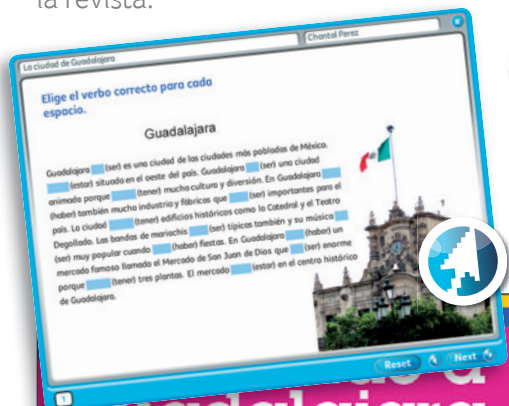 la revista.
La ciudad de Guadalajara
Chantal Perez
Elige el verbo correcto para cada
espacio.
Guadalajara
Guadalajara (ser) es una ciudad de las ciudades más pobladas de México.
(estar) situada en el oeste del país. Guadalajara (ser) una ciudad
animada porque (tener) mucha cultura y diversión. En Guadalajara
(haber) también mucha industria y fábricas que (ser) importantes para el
país. La ciudad (tener) edificios históricos como la Catedral y el Teatro
Degollado. Las bandas de mariachis (ser) típicas también y su música
(ser) muy popular cuando (haber) fiestas. En Guadalajara (haber) un
mercado famoso llamado el Mercado de San Juan de Dios que (ser) enorme
porque (tener) tres plantas. El mercado (estar) en el centro histórico
de Guadalajara.
Reset
Next
1